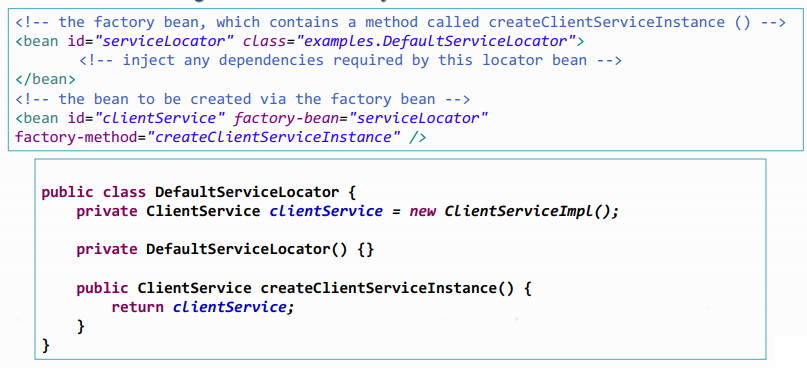 <!-- the factory bean, which contains a method called createClientServiceInstance () -->
<bean id="serviceLocator" class="examples.DefaultServiceLocator">
<!-- inject any dependencies required by this locator bean -->
</bean>
<!-- the bean to be created via the factory bean -->
<bean id="clientService" factory-bean="serviceLocator"
factory-method="createClientServiceInstance" />
public class DefaultServiceLocator {
private ClientService clientService = new ClientServiceImpl();
private DefaultServiceLocator() {}
public ClientService createClientServiceInstance() {
return clientService;
}
}